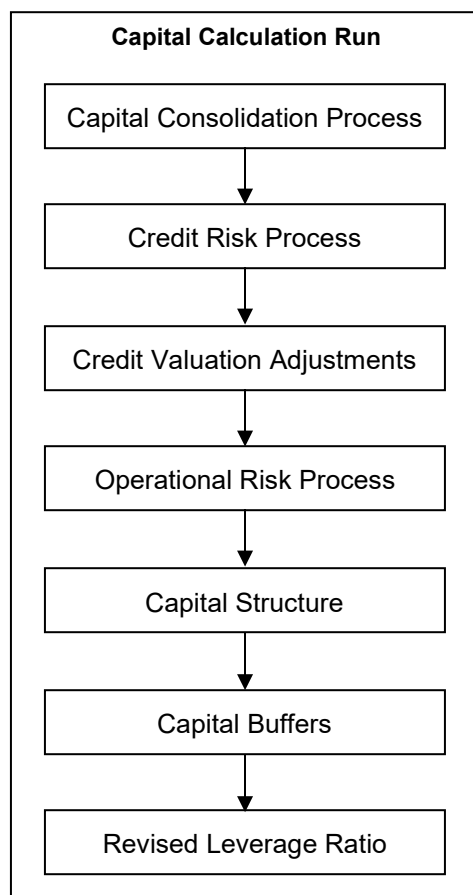 Capital Calculation Run
Capital Consolidation Process
Credit Risk Process
Credit Valuation Adjustments
Operational Risk Process
Capital Structure
Capital Buffers
Revised Leverage Ratio